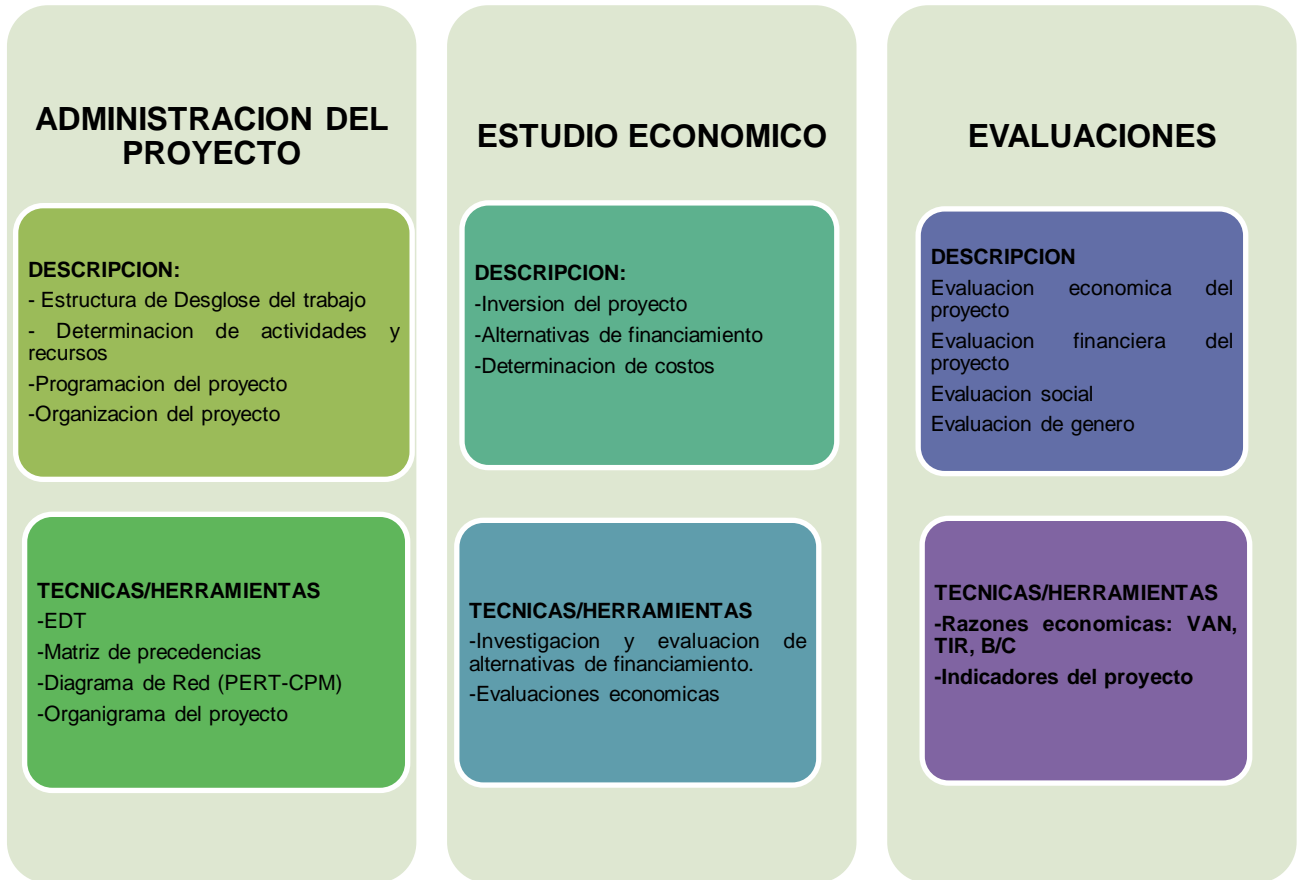 ADMINISTRACION DEL
PROYECTO
DESCRIPCION:
- Estructura de Desglose del trabajo
- Determinacion de actividades y
recursos
-Programacion del proyecto
-Organizacion del proyecto
TECNICAS/HERRAMIENTAS
-EDT
-Matriz de precedencias
-Diagrama de Red (PERT-CPM)
-Organigrama del proyecto
ESTUDIO ECONOMICO
DESCRIPCION:
-Inversion del proyecto
-Alternativas de financiamiento
-Determinacion de costos
TECNICAS/HERRAMIENTAS
-Investigacion y evaluacion de
alternativas de financiamiento.
-Evaluaciones economicas
EVALUACIONES
DESCRIPCION
Evaluacion economica del
proyecto
Evaluacion financiera del
proyecto
Evaluacion social
Evaluacion de genero
TECNICAS/HERRAMIENTAS
-Razones economicas: VAN,
TIR, B/C
-Indicadores del proyecto